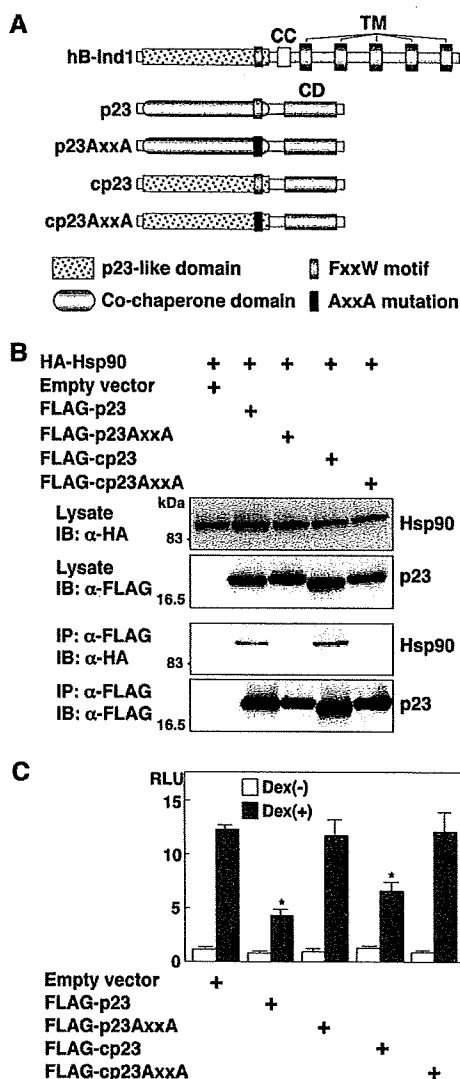 A
CC
TM
hB-Ind1
CD
p23
p23AxxA
cp23
cp23AxxA
p23-like domain
FxxW motif
Co-chaperone domain
AxxA mutation
B
HA-Hsp90 + + + + +
Empty vector +
FLAG-p23 +
FLAG-p23AxxA +
FLAG-cp23 +
FLAG-cp23AxxA +
kDa
Lysate
IB: α-HA
83
Hsp90
Lysate
IB: α-FLAG
16.5
p23
IP: α-FLAG
IB: α-HA
83
Hsp90
IP: α-FLAG
IB: α-FLAG
16.5
p23
C
RLU
Dex(-)
Dex(+)
15
10
5
0
* *
Empty vector +
FLAG-p23 +
FLAG-p23AxxA +
FLAG-cp23 +
FLAG-cp23AxxA +